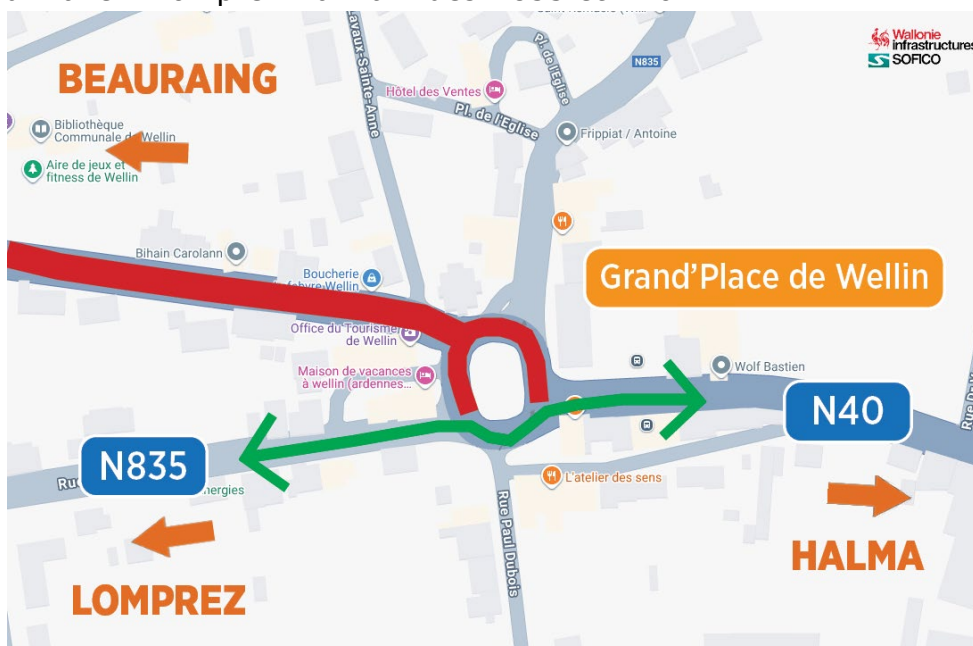 Wallonie
infrastructures
SOFICO
BEAURAING
N835
Hôtel des Ventes
Pl. de l'Eglise
Pl. de l'Eglise
Frippiat / Antoine
Bibliothèque
Communale de Wellin
Aire de jeux et
fitness de Wellin
Bihain Carolann
Boucherie
Wellin
Grand'Place de Wellin
Office du Tourisme
de Wellin
Maison de vacances
à wellin (ardennes...
Wolf Bastien
N40
N835
L'atelier des sens
Rue Paul Dubois
HALMA
LOMPREZ